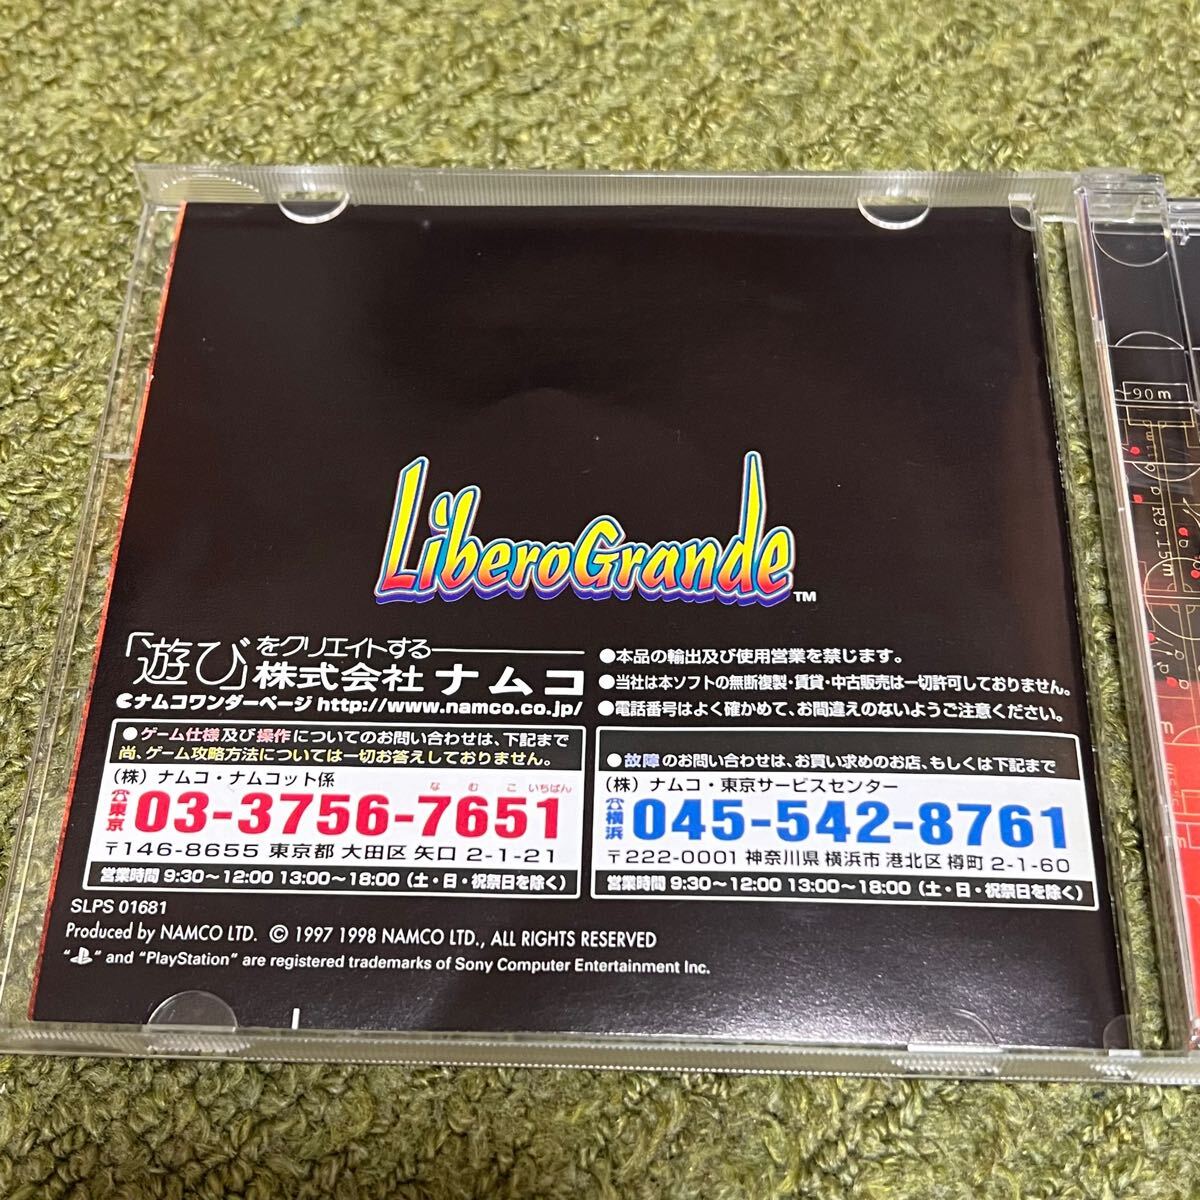 LiberoGrande™
「遊び」をクリエイトする
株式会社ナムコ
ナムコワンダーページ http://www.namco.co.jp/
●本品の輸出及び使用営業を禁じます。
●当社は本ソフトの無断複製・賃貸・中古販売は一切許可しておりません。
●電話番号はよく確かめて、お間違えのないようご注意ください。
●ゲーム仕様及び操作についてのお問い合わせは、下記まで
尚、ゲーム攻略方法については一切お答えしておりません。
(株) ナムコ・ナムコット係
なむこ いちばん
☎東京 03-3756-7651
〒146-8655 東京都 大田区 矢口 2-1-21
営業時間 9:30〜12:00 13:00〜18:00 (土・日・祝祭日を除く)
●故障のお問い合わせは、お買い求めのお店、もしくは下記まで
(株) ナムコ・東京サービスセンター
☎横浜 045-542-8761
〒222-0001 神奈川県 横浜市 港北区 樽町 2-1-60
営業時間 9:30〜12:00 13:00〜18:00 (土・日・祝祭日を除く)
SLPS 01681
Produced by NAMCO LTD. © 1997 1998 NAMCO LTD., ALL RIGHTS RESERVED
" " and "PlayStation" are registered trademarks of Sony Computer Entertainment Inc.
~90m
R9.15m